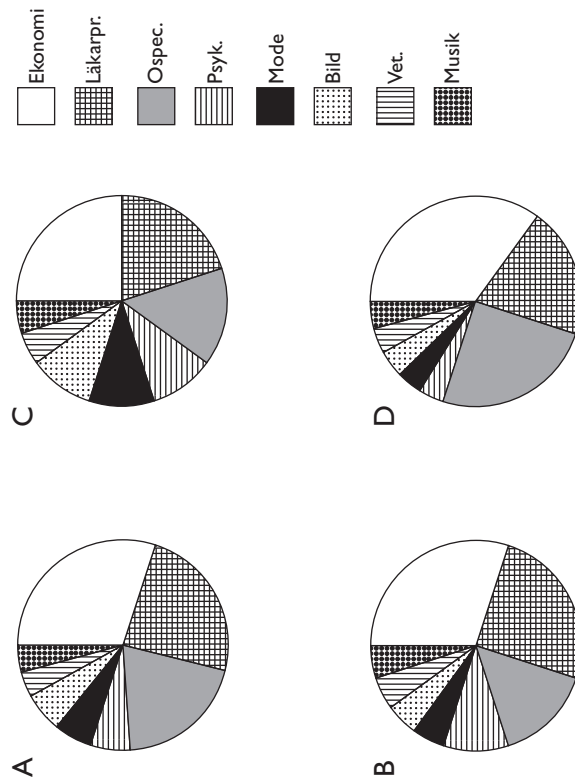 A
C
B
D
Ekonomi
Läkarpr.
Ospec.
Psyk.
Mode
Bild
Vet.
Musik